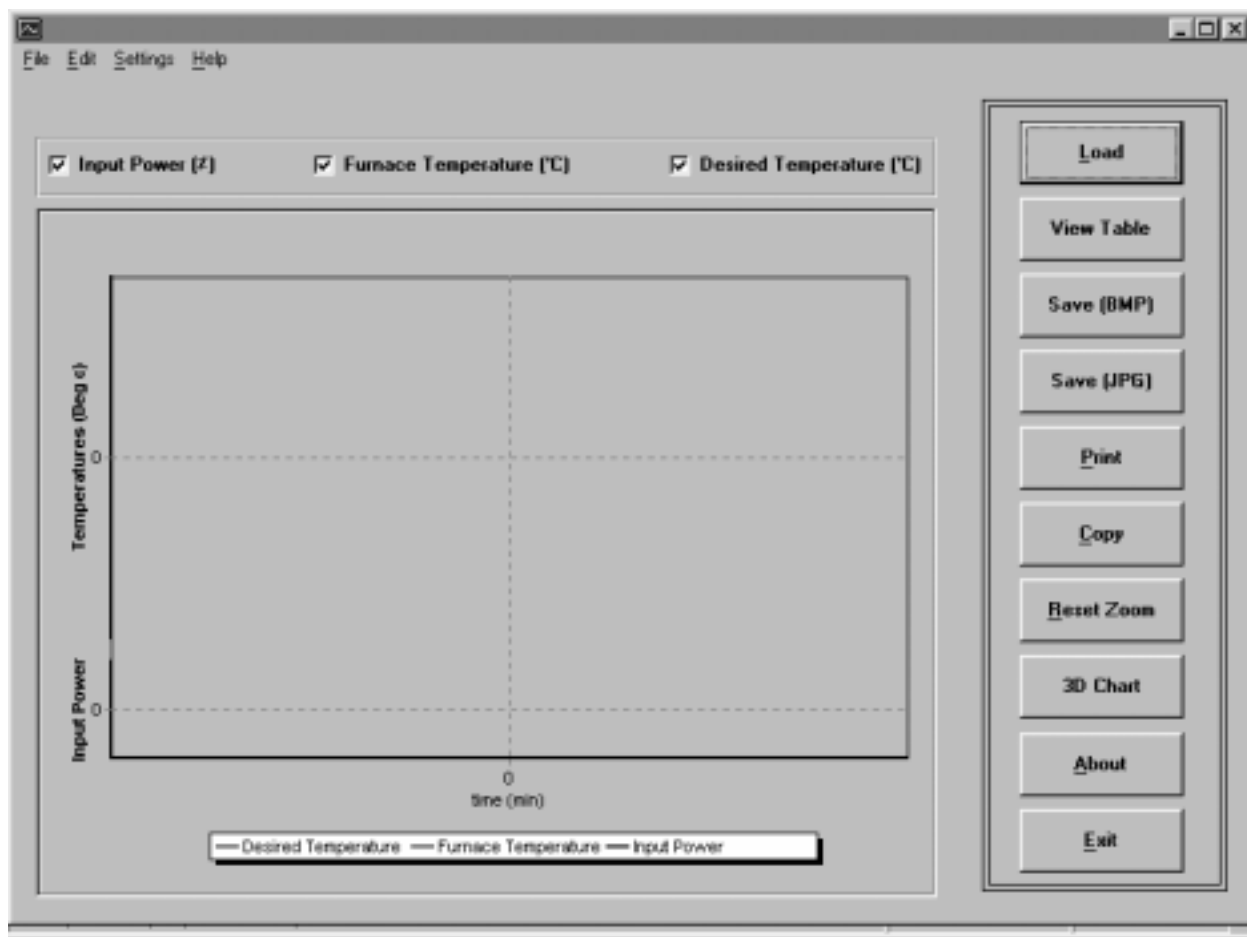 File Edit Settings Help
Input Power (%) Furnace Temperature (°C) Desired Temperature (°C)
Temperatures (Deg c)
0
Input Power
0
0
time (min)
Desired Temperature Furnace Temperature Input Power
Load
View Table
Save (BMP)
Save (JPG)
Print
Copy
Reset Zoom
3D Chart
About
Exit